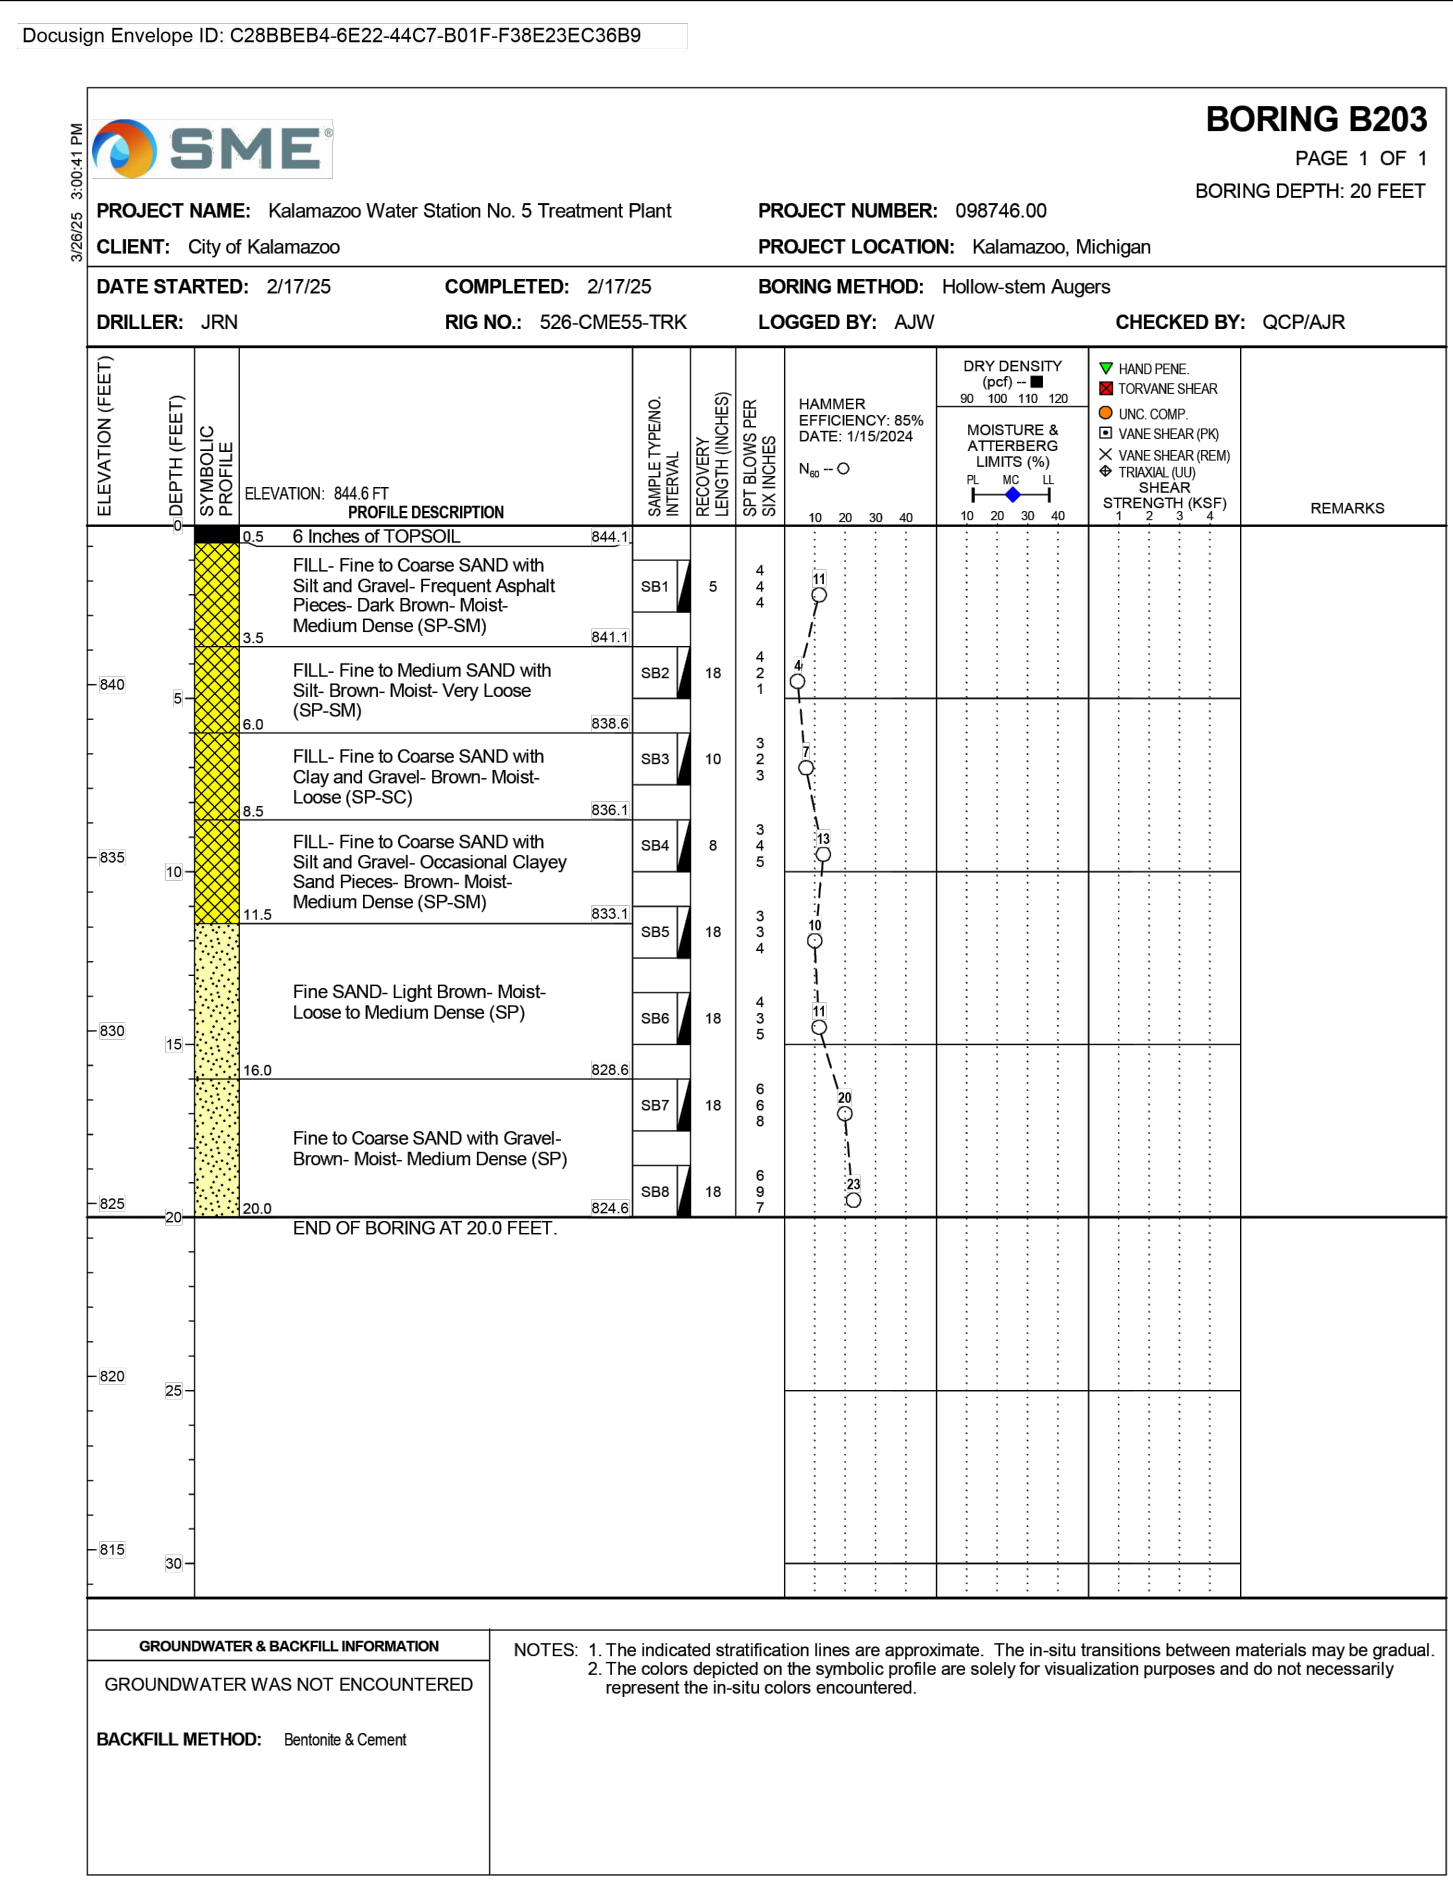 Docusign Envelope ID: C28BBEB4-6E22-44C7-B01F-F38E23EC36B9
3/26/25 3:00:41 PM
SME®
BORING B203
PAGE 1 OF 1
BORING DEPTH: 20 FEET
PROJECT NAME: Kalamazoo Water Station No. 5 Treatment Plant
PROJECT NUMBER: 098746.00
CLIENT: City of Kalamazoo
PROJECT LOCATION: Kalamazoo, Michigan
DATE STARTED: 2/17/25
COMPLETED: 2/17/25
BORING METHOD: Hollow-stem Augers
DRILLER: JRN
RIG NO.: 526-CME55-TRK
LOGGED BY: AJW
CHECKED BY: QCP/AJR
ELEVATION (FEET)
DEPTH (FEET)
SYMBOLIC
PROFILE
ELEVATION: 844.6 FT
PROFILE DESCRIPTION
SAMPLE TYPE/NO.
INTERVAL
RECOVERY
LENGTH (INCHES)
SPT BLOWS PER
SIX INCHES
HAMMER
EFFICIENCY: 85%
DATE: 1/15/2024
N60 -- O
10 20 30 40
DRY DENSITY
(pcf) -- ■
90 100 110 120
MOISTURE &
ATTERBERG
LIMITS (%)
PL MC LL
10 20 30 40
HAND PENE.
TORVANE SHEAR
UNC. COMP.
VANE SHEAR (PK)
VANE SHEAR (REM)
TRIAXIAL (UU)
SHEAR
STRENGTH (KSF)
1 2 3 4
REMARKS
0
0.5 6 Inches of TOPSOIL 844.1
FILL- Fine to Coarse SAND with
Silt and Gravel- Frequent Asphalt
Pieces- Dark Brown- Moist-
Medium Dense (SP-SM)
3.5 841.1
SB1 5
4
4
4
11
FILL- Fine to Medium SAND with
Silt- Brown- Moist- Very Loose
(SP-SM)
6.0 838.6
840
5
SB2 18
4
2
1
4
FILL- Fine to Coarse SAND with
Clay and Gravel- Brown- Moist-
Loose (SP-SC)
8.5 836.1
SB3 10
3
2
3
7
FILL- Fine to Coarse SAND with
Silt and Gravel- Occasional Clayey
Sand Pieces- Brown- Moist-
Medium Dense (SP-SM)
11.5 833.1
835
10
SB4 8
3
4
5
13
SB5 18
3
3
4
10
Fine SAND- Light Brown- Moist-
Loose to Medium Dense (SP)
16.0 828.6
830
15
SB6 18
4
3
5
11
SB7 18
6
6
8
20
Fine to Coarse SAND with Gravel-
Brown- Moist- Medium Dense (SP)
20.0 824.6
825
20
SB8 18
6
9
7
23
END OF BORING AT 20.0 FEET.
820
25
815
30
GROUNDWATER & BACKFILL INFORMATION
GROUNDWATER WAS NOT ENCOUNTERED
BACKFILL METHOD: Bentonite & Cement
NOTES: 1. The indicated stratification lines are approximate. The in-situ transitions between materials may be gradual.
2. The colors depicted on the symbolic profile are solely for visualization purposes and do not necessarily
represent the in-situ colors encountered.